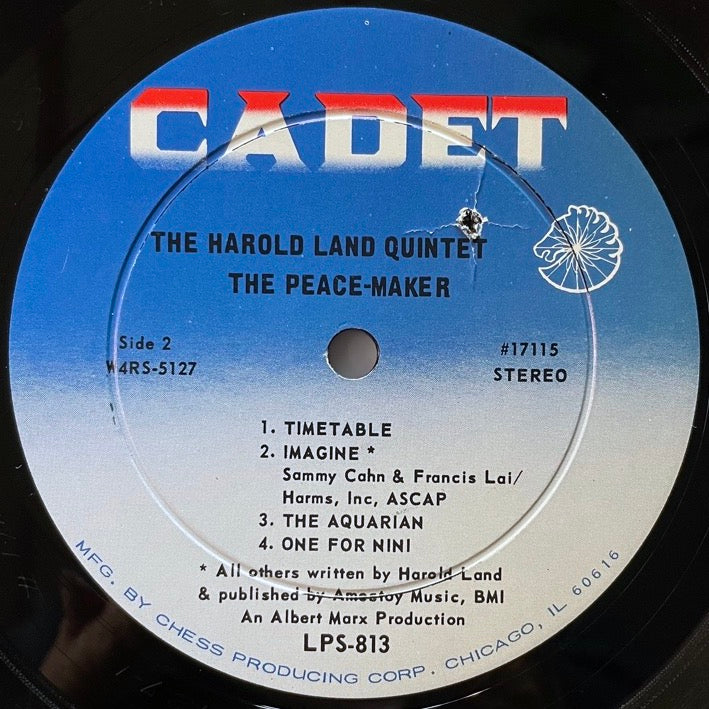 CADET
THE HAROLD LAND QUINTET
THE PEACE-MAKER
Side 2
W4RS-5127
#17115
STEREO
1. TIMETABLE
2. IMAGINE *
Sammy Cahn & Francis Lai/
Harms, Inc, ASCAP
3. THE AQUARIAN
4. ONE FOR NINI
* All others written by Harold Land
& published by Amestoy Music, BMI
An Albert Marx Production
LPS-813
MFG. BY CHESS PRODUCING CORP. CHICAGO, IL 60616